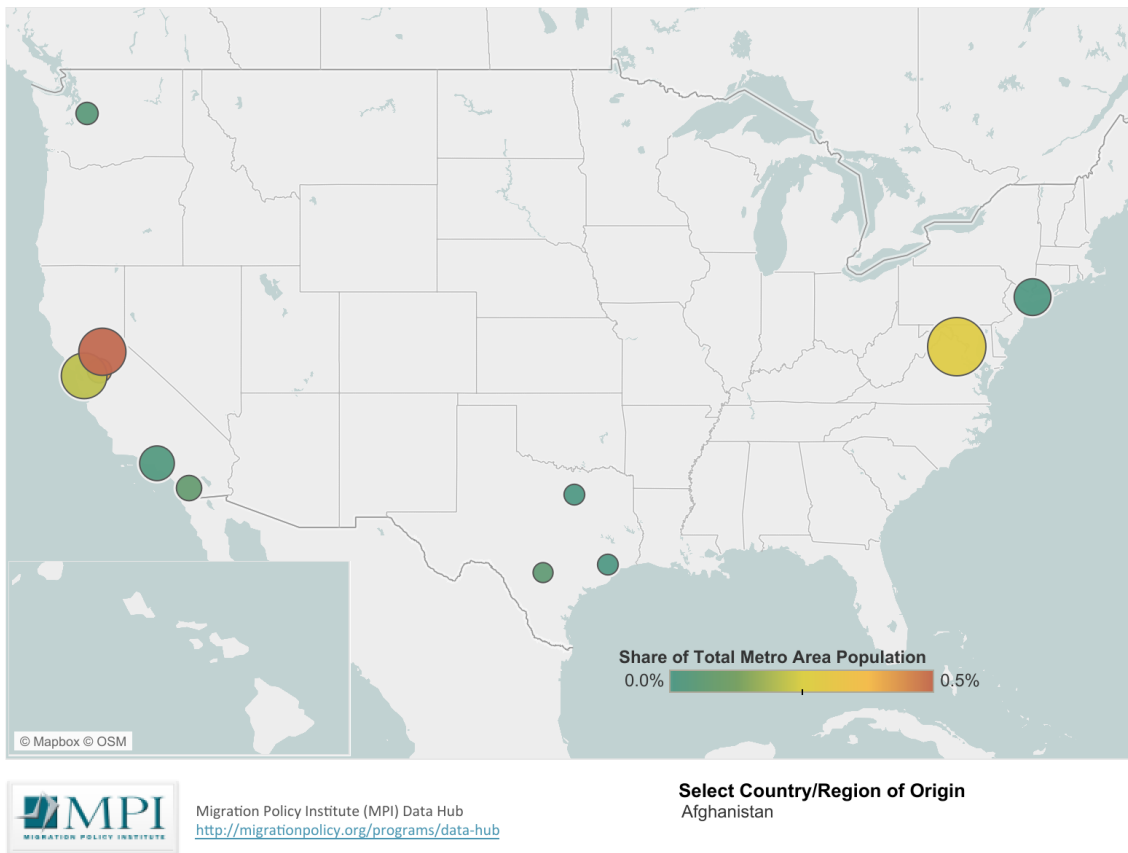 Share of Total Metro Area Population
0.0% 0.5%
© Mapbox © OSM
MPI
MIGRATION POLICY INSTITUTE
Migration Policy Institute (MPI) Data Hub
http://migrationpolicy.org/programs/data-hub
Select Country/Region of Origin
Afghanistan